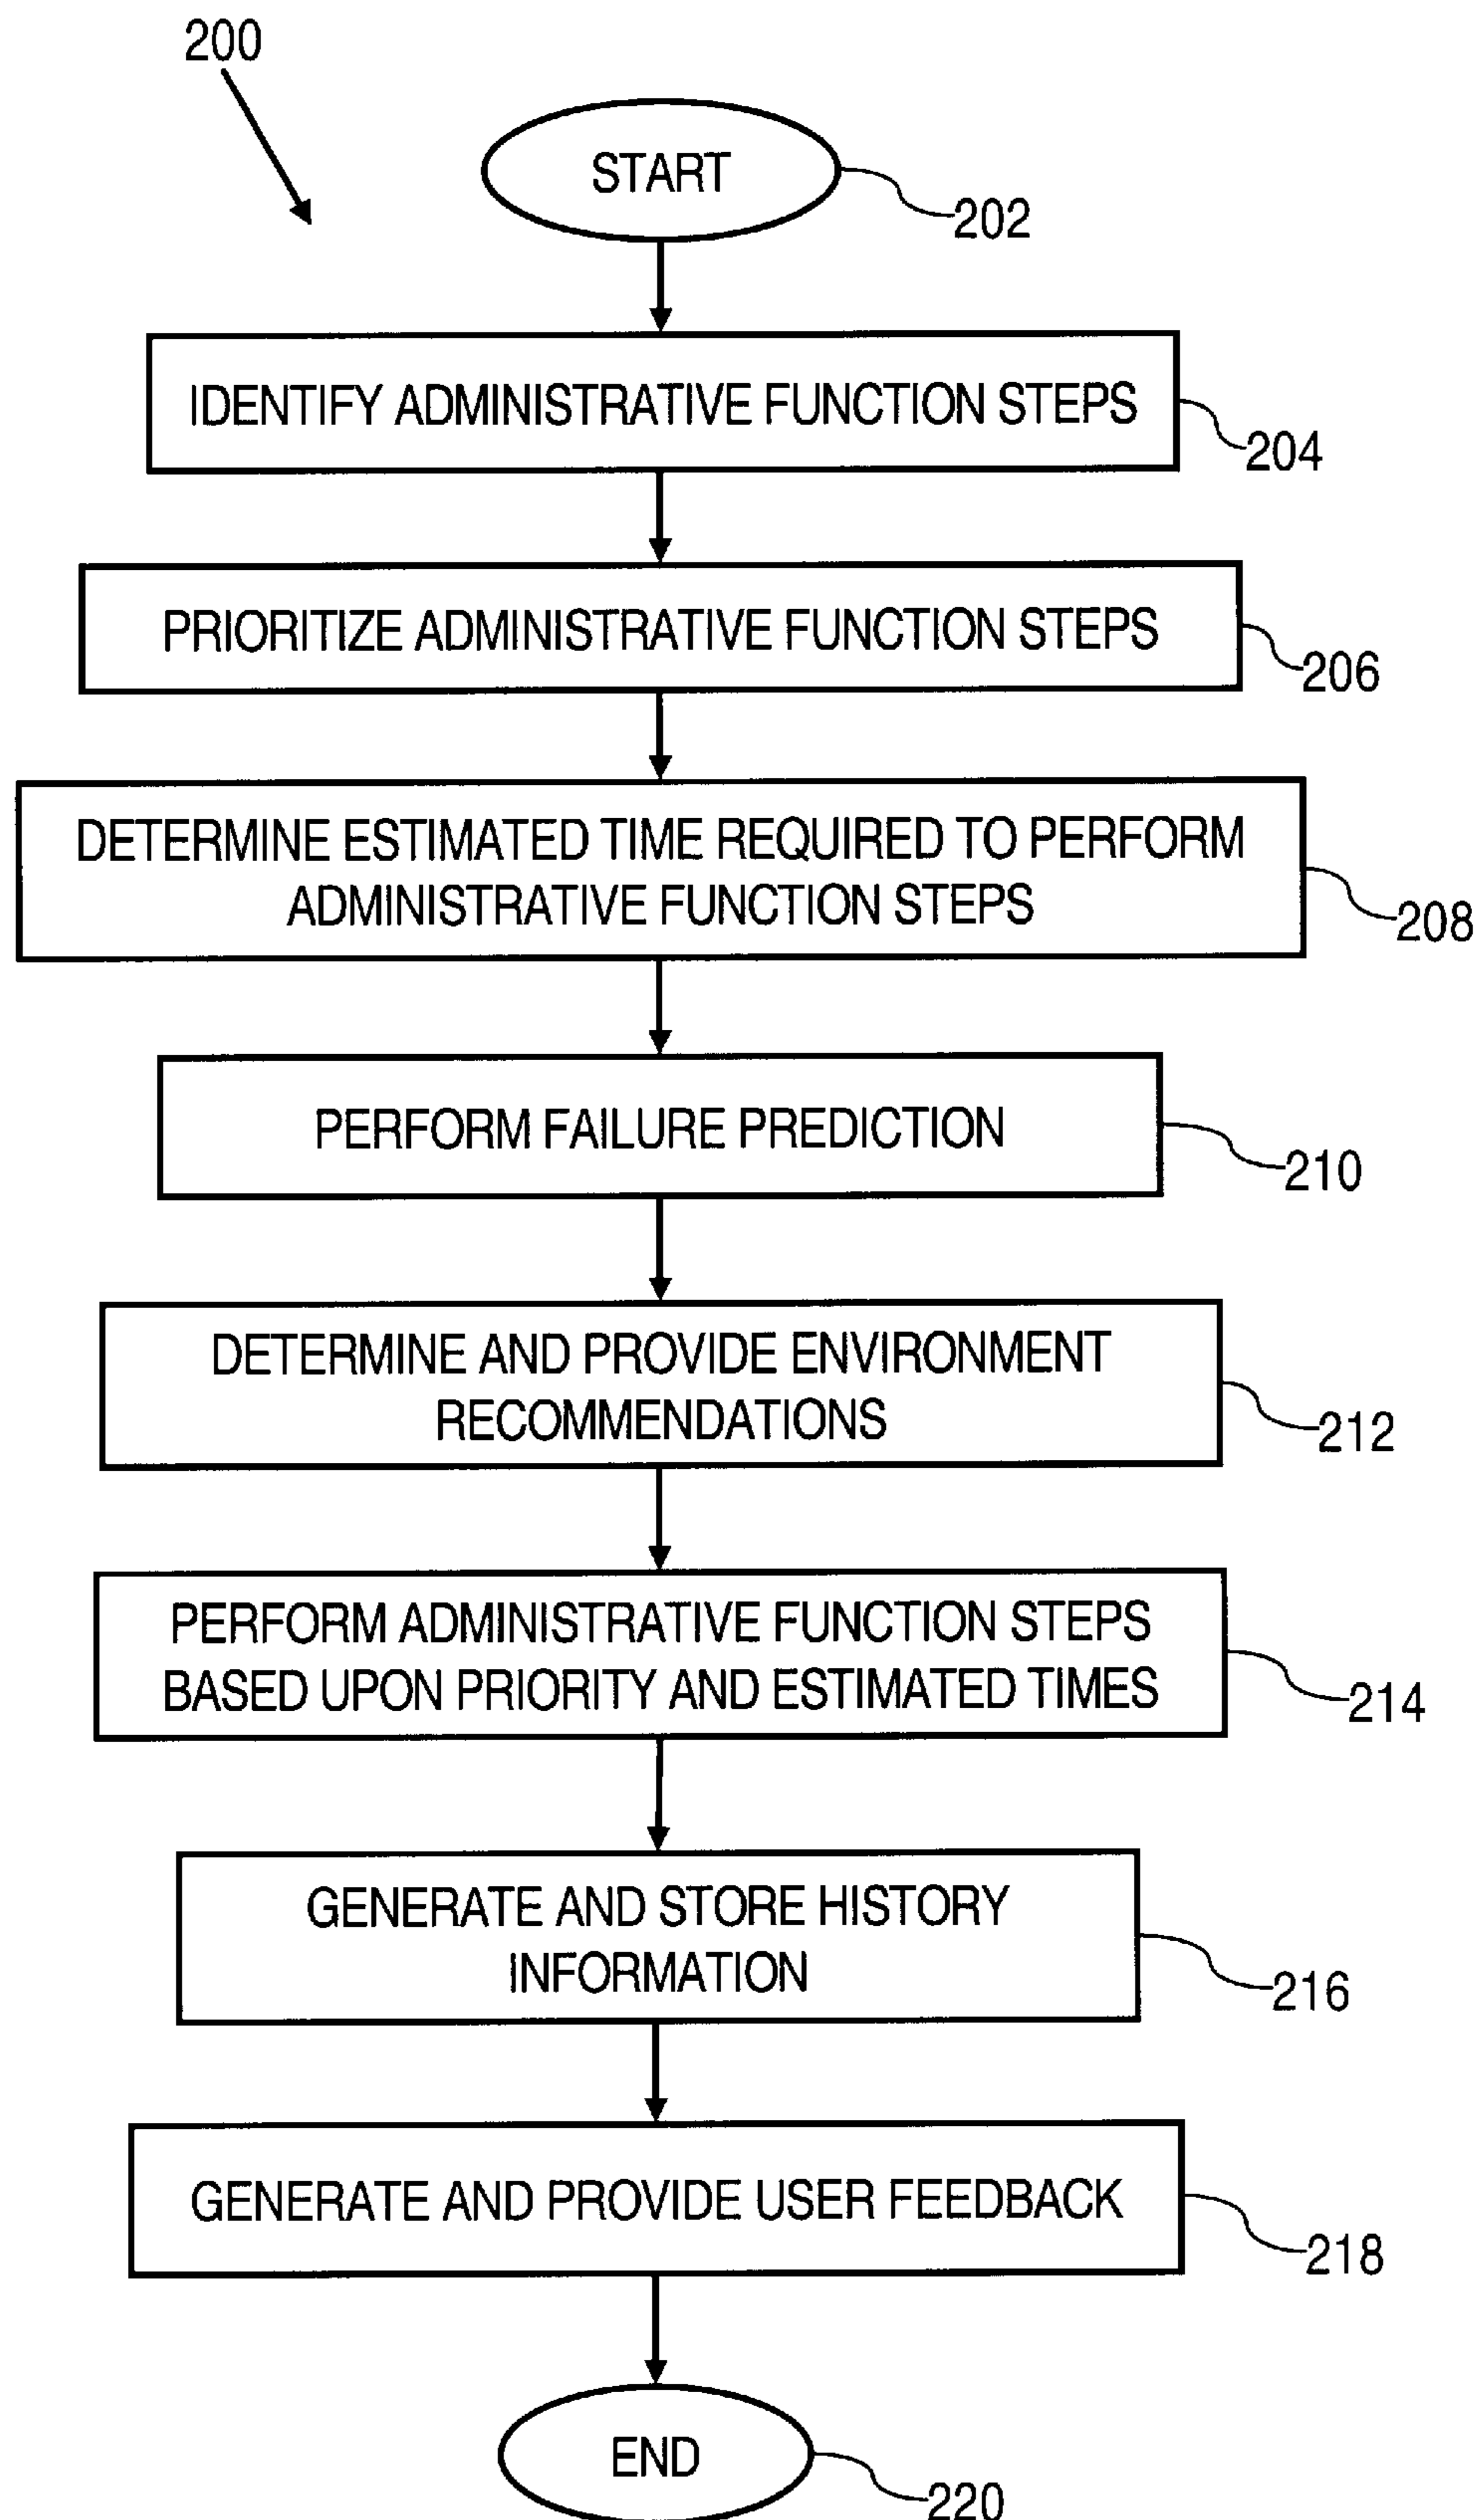 200
START
202
IDENTIFY ADMINISTRATIVE FUNCTION STEPS
204
PRIORITIZE ADMINISTRATIVE FUNCTION STEPS
206
DETERMINE ESTIMATED TIME REQUIRED TO PERFORM
ADMINISTRATIVE FUNCTION STEPS
208
PERFORM FAILURE PREDICTION
210
DETERMINE AND PROVIDE ENVIRONMENT
RECOMMENDATIONS
212
PERFORM ADMINISTRATIVE FUNCTION STEPS
BASED UPON PRIORITY AND ESTIMATED TIMES
214
GENERATE AND STORE HISTORY
INFORMATION
216
GENERATE AND PROVIDE USER FEEDBACK
218
END
220